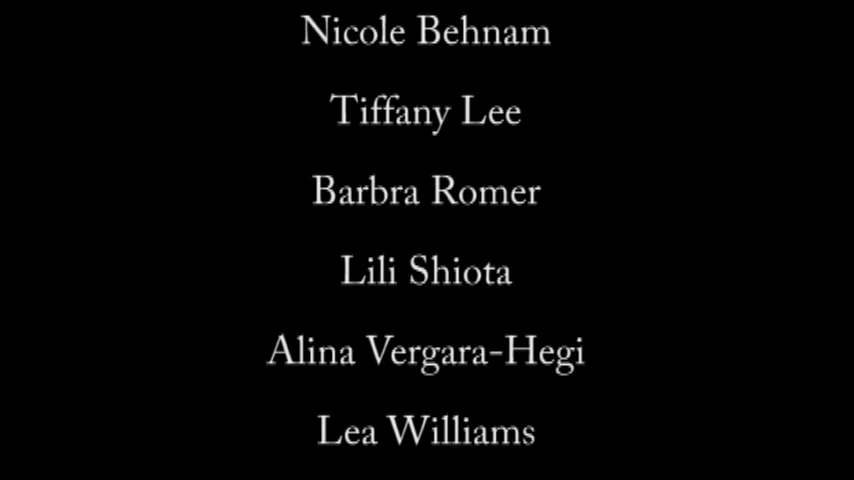 Nicole Behnam
Tiffany Lee
Barbra Romer
Lili Shiota
Alina Vergara-Hegi
Lea Williams